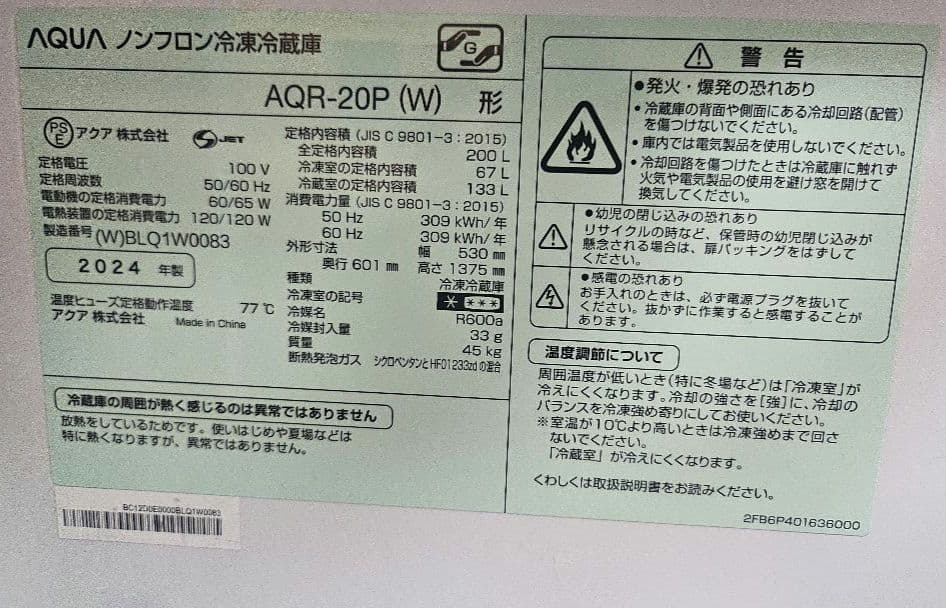 AQUA ノンフロン冷凍冷蔵庫
G
AQR-20P (W) 形
PS E アクア 株式会社 JET
定格電圧 100 V
定格周波数 50/60 Hz
電動機の定格消費電力 60/65 W
電熱装置の定格消費電力 120/120 W
製造番号 (W)BLQ1W0083
2024 年製
温度ヒューズ定格動作温度 77 ℃
アクア 株式会社 Made in China
定格内容積 (JIS C 9801-3 : 2015)
全定格内容積 200 L
冷凍室の定格内容積 67 L
冷蔵室の定格内容積 133 L
消費電力量 (JIS C 9801-3 : 2015)
50 Hz 309 kWh/年
60 Hz 309 kWh/年
外形寸法 幅 530 mm
奥行 601 mm 高さ 1375 mm
種類 冷凍冷蔵庫
冷凍室の記号 * ***
冷媒名 R600a
冷媒封入量 33 g
質量 45 kg
断熱発泡ガス シクロペンタンとHFO1233zdの混合
冷蔵庫の周囲が熱く感じるのは異常ではありません
放熱をしているためです。使いはじめや夏場などは
特に熱くなりますが、異常ではありません。
BC12D0E0000BLQ1W0083
警告
●発火・爆発の恐れあり
・冷蔵庫の背面や側面にある冷却回路(配管)
を傷つけないでください。
・庫内では電気製品を使用しないでください。
・冷却回路を傷つけたときは冷蔵庫に触れず
火気や電気製品の使用を避け窓を開けて
換気してください。
●幼児の閉じ込みの恐れあり
リサイクルの時など、保管時の幼児閉じ込みが
懸念される場合は、扉パッキングをはずして
ください。
●感電の恐れあり
お手入れのときは、必ず電源プラグを抜いて
ください。抜かずに作業すると感電することが
あります。
温度調節について
周囲温度が低いとき(特に冬場など)は「冷凍室」が
冷えにくくなります。冷却の強さを[強]に、冷却の
バランスを冷凍強め寄りにしてお使いください。
※室温が10℃より高いときは冷凍強めまで回さ
ないでください。
「冷蔵室」が冷えにくくなります。
くわしくは取扱説明書をお読みください。
2FB6P401636000